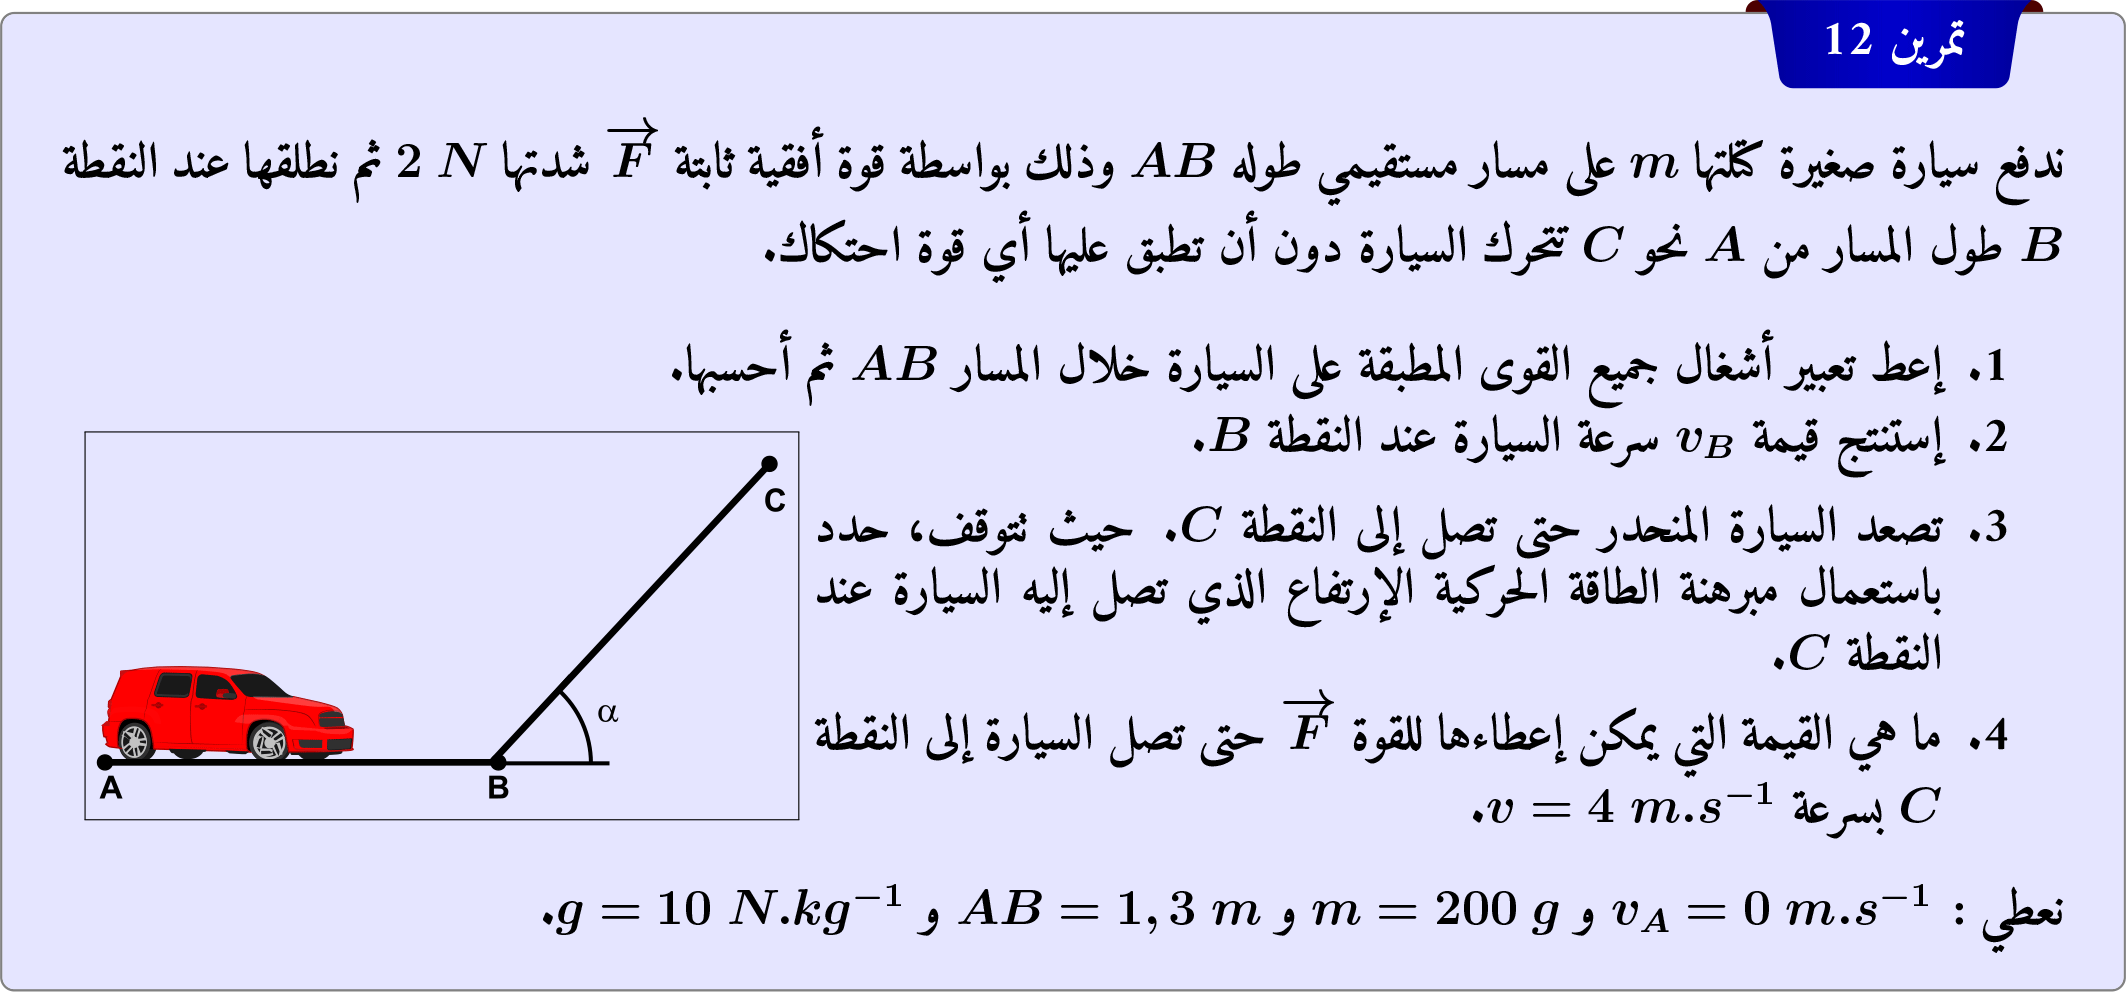 تمرين 12
ندفع سيارة صغيرة كتلتها m على مسار مستقيمي طوله AB وذلك بواسطة قوة أفقية ثابتة $\overrightarrow{F}$ شدتها 2 N ثم نطلقها عند النقطة
B طول المسار من A نحو C تتحرك السيارة دون أن تطبق عليها أي قوة احتكاك.
1. إعط تعبير أشغال جميع القوى المطبقة على السيارة خلال المسار AB ثم أحسبها.
2. إستنتج قيمة $v_B$ سرعة السيارة عند النقطة B.
3. تصعد السيارة المنحدر حتى تصل إلى النقطة C. حيث نتوقف، حدد
باستعمال مبرهنة الطاقة الحركية الإرتفاع الذي تصل إليه السيارة عند
النقطة C.
4. ما هي القيمة التي يمكن إعطاءها للقوة $\overrightarrow{F}$ حتى تصل السيارة إلى النقطة
C بسرعة $v = 4\ m.s^{-1}$.
C
α
A
B
نعطي : $v_A = 0\ m.s^{-1}$ و $m = 200\ g$ و $AB = 1,3\ m$ و $g = 10\ N.kg^{-1}$.